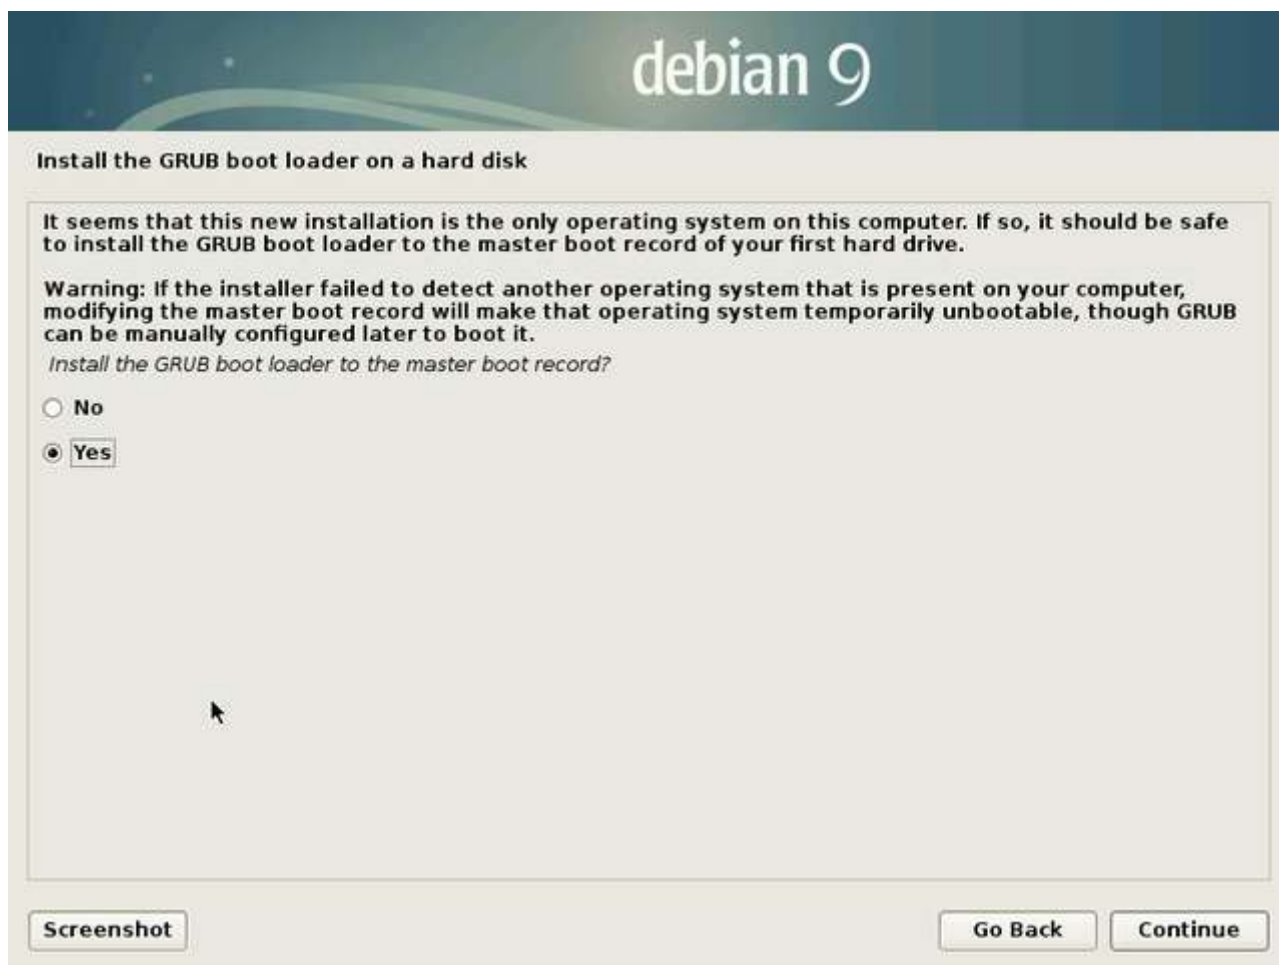 debian 9
Install the GRUB boot loader on a hard disk
It seems that this new installation is the only operating system on this computer. If so, it should be safe
to install the GRUB boot loader to the master boot record of your first hard drive.
Warning: If the installer failed to detect another operating system that is present on your computer,
modifying the master boot record will make that operating system temporarily unbootable, though GRUB
can be manually configured later to boot it.
Install the GRUB boot loader to the master boot record?
No
Yes
Screenshot
Go Back
Continue